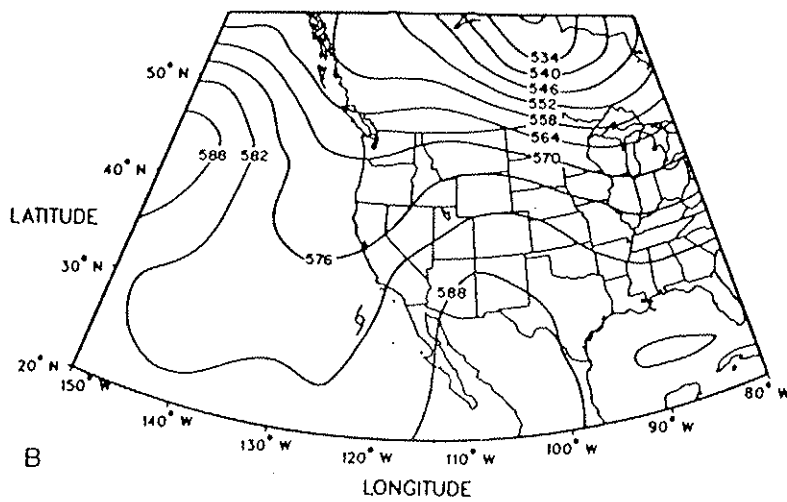 534
540
546
552
558
564
570
588
582
576
588
50° N
40° N
LATITUDE
30° N
20° N
150° W
140° W
130° W
120° W
110° W
100° W
90° W
80° W
B
LONGITUDE